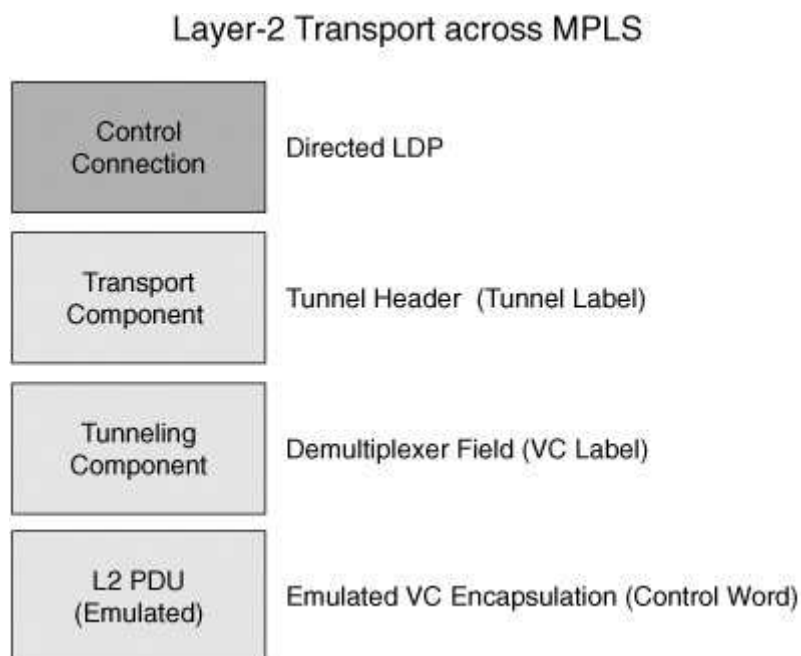 Layer-2 Transport across MPLS
Control
Connection
Directed LDP
Transport
Component
Tunnel Header (Tunnel Label)
Tunneling
Component
Demultiplexer Field (VC Label)
L2 PDU
(Emulated)
Emulated VC Encapsulation (Control Word)